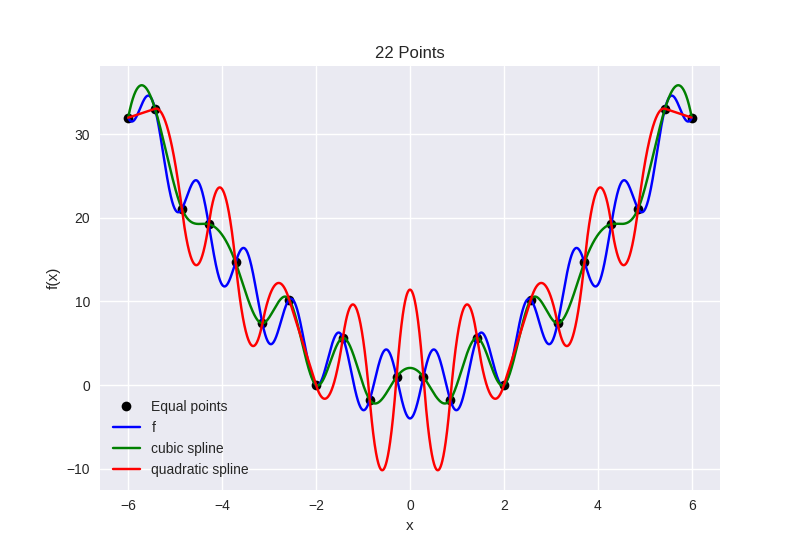 22 Points
f(x)
30
20
10
0
−10
Equal points
f
cubic spline
quadratic spline
−6
−4
−2
0
2
4
6
x